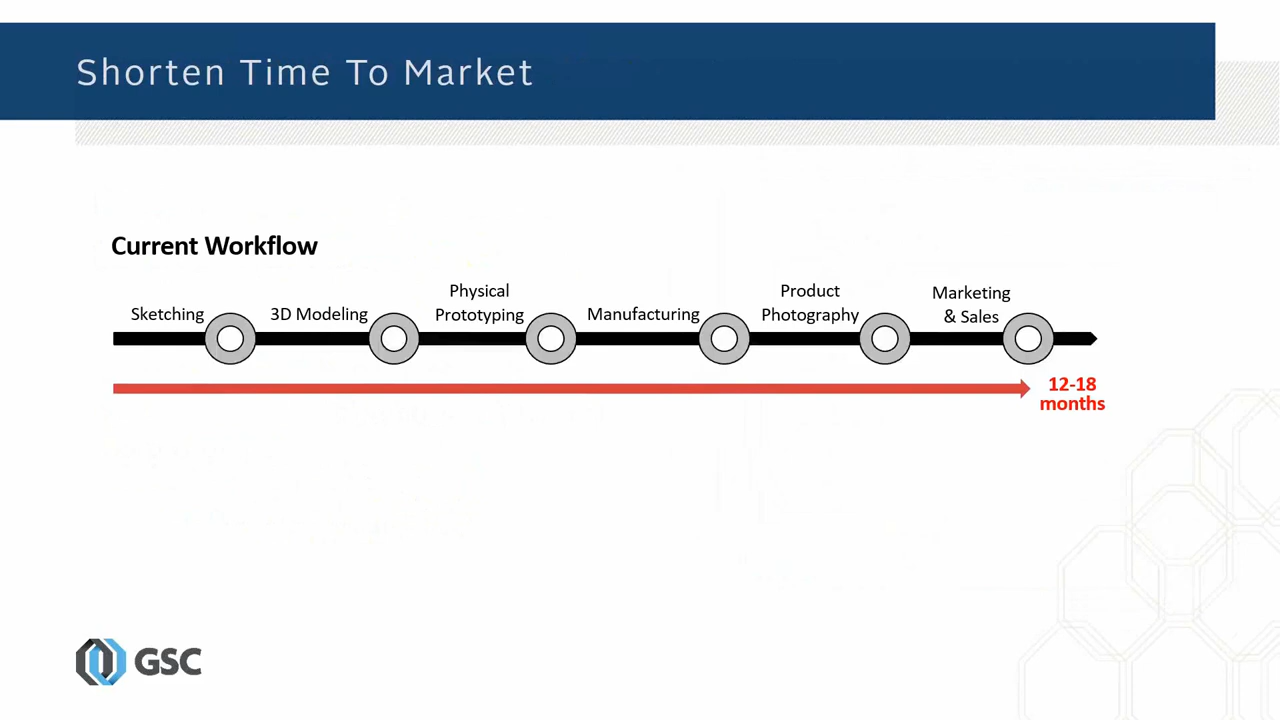 Shorten Time To Market
Current Workflow
Sketching
3D Modeling
Physical
Prototyping
Manufacturing
Product
Photography
Marketing
& Sales
12-18
months
GSC